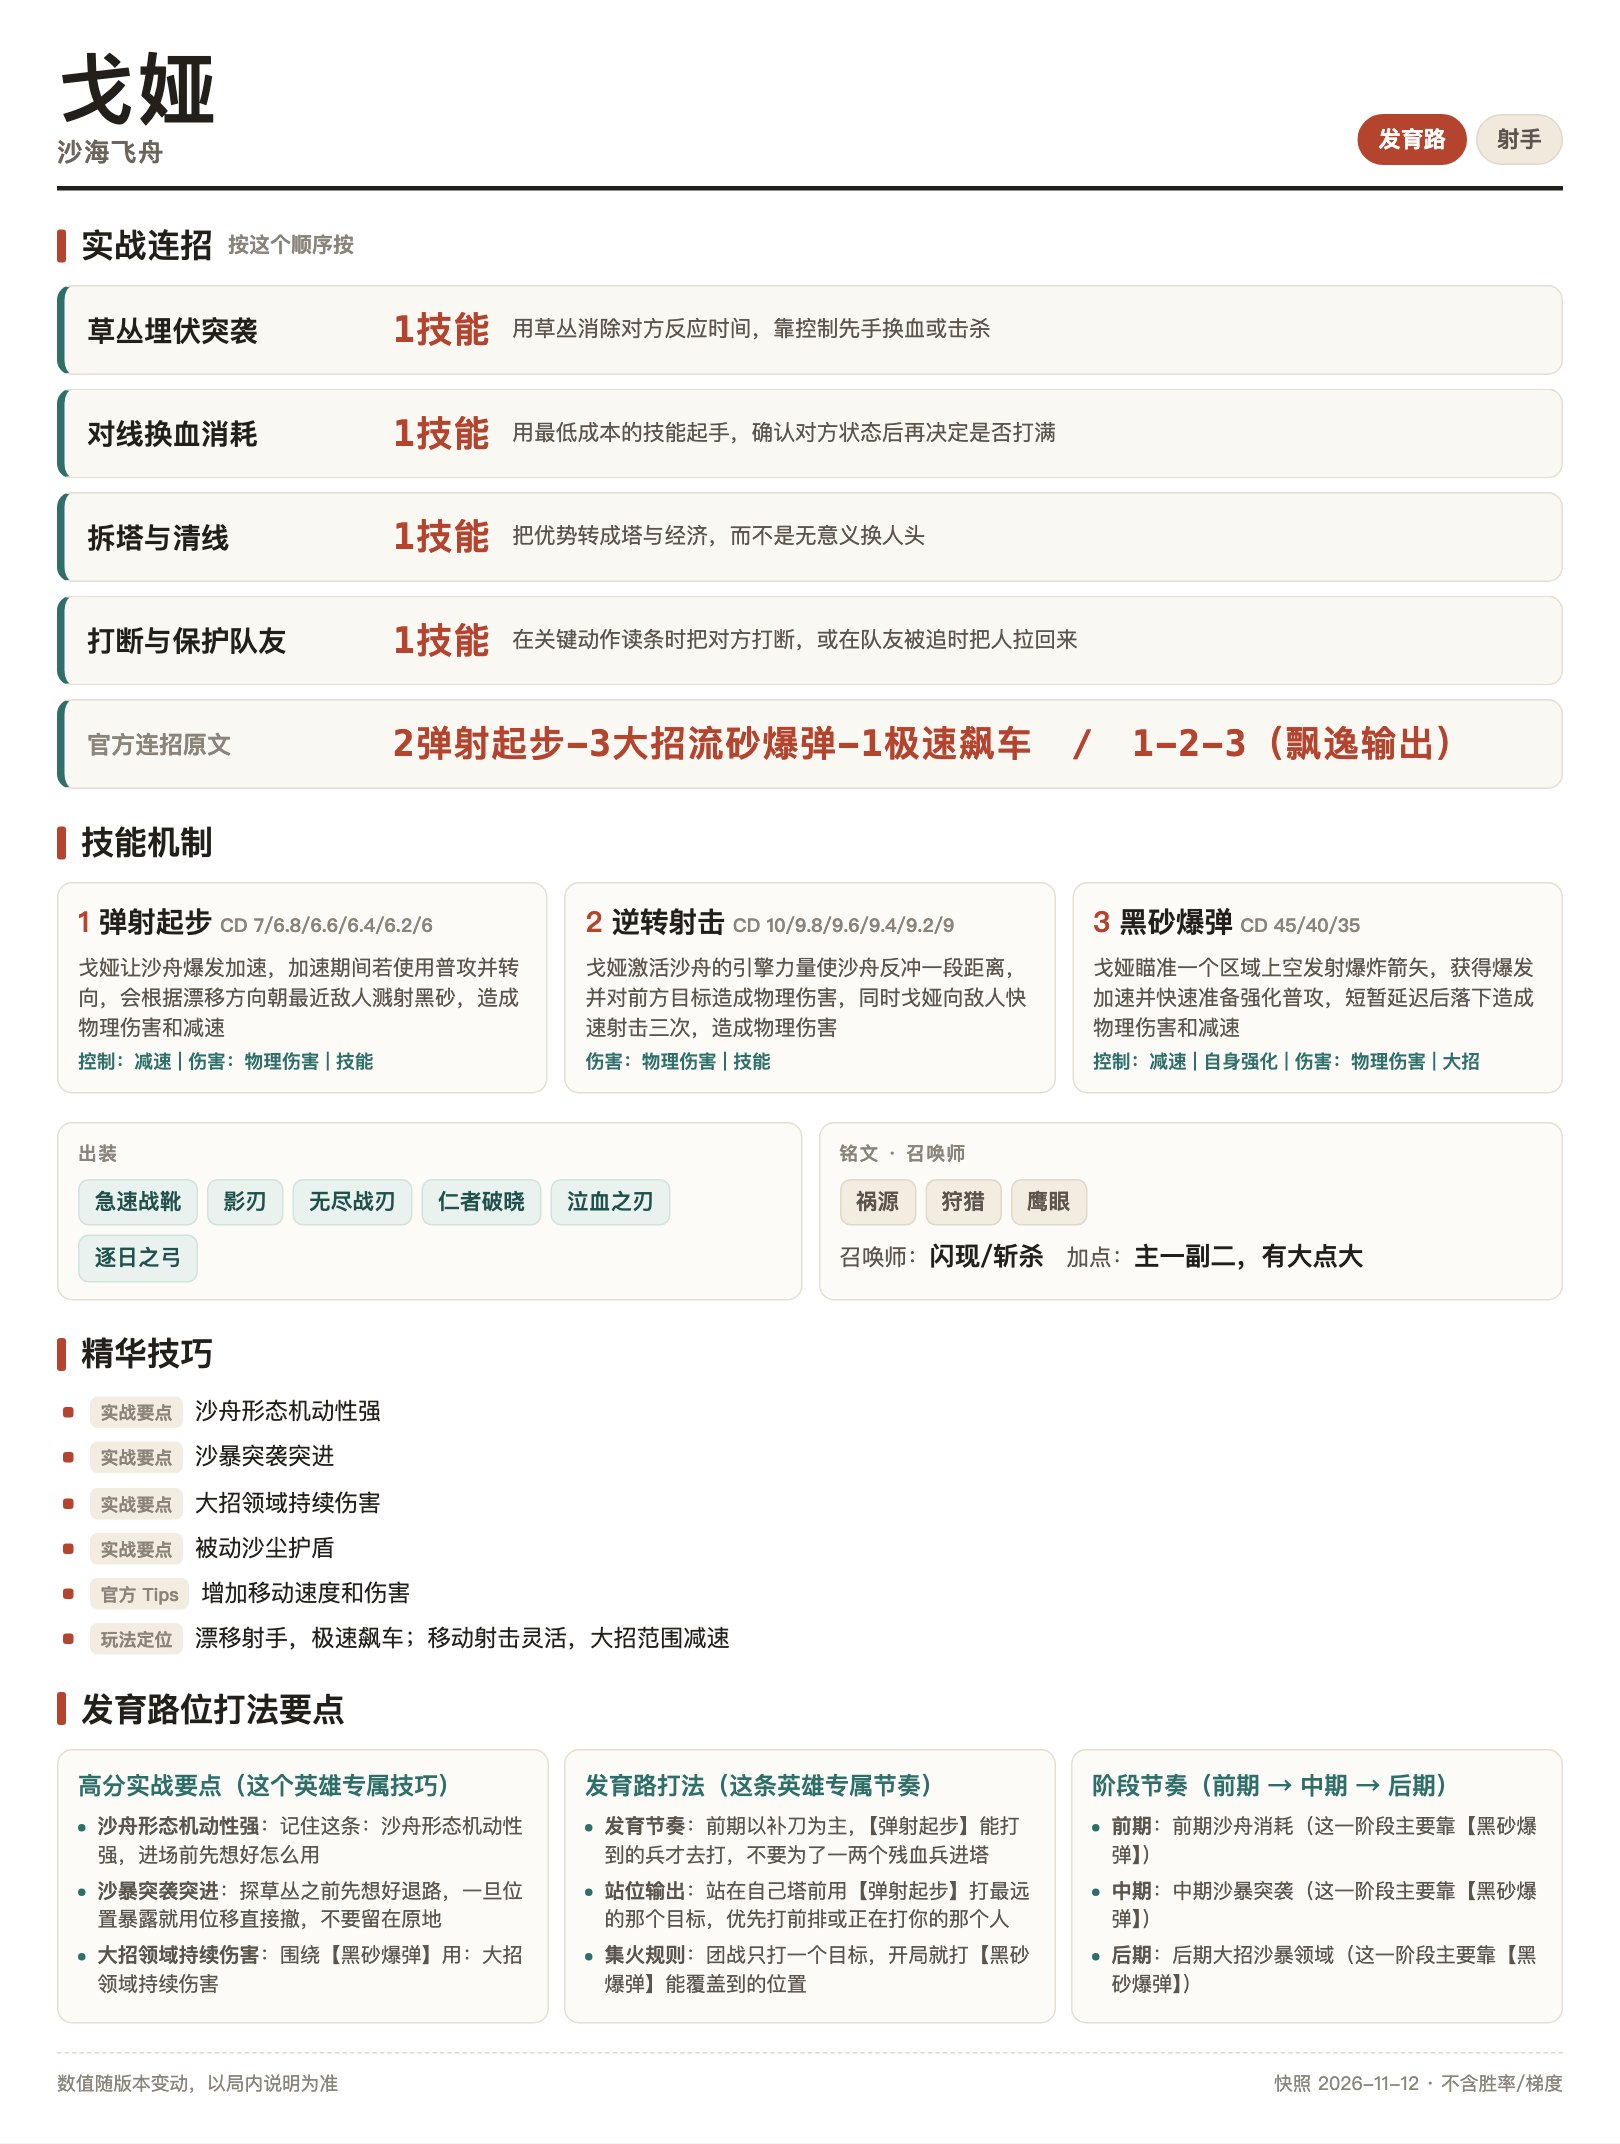 戈娅
沙海飞舟
发育路 射手
实战连招 按这个顺序按
草丛埋伏突袭 1技能 用草丛消除对方反应时间，靠控制先手换血或击杀
对线换血消耗 1技能 用最低成本的技能起手，确认对方状态后再决定是否打满
拆塔与清线 1技能 把优势转成塔与经济，而不是无意义换人头
打断与保护队友 1技能 在关键动作读条时把对方打断，或在队友被追时把人拉回来
官方连招原文 2弹射起步-3大招流砂爆弹-1极速飙车 / 1-2-3（飘逸输出）
技能机制
1 弹射起步 CD 7/6.8/6.6/6.4/6.2/6
戈娅让沙舟爆发加速，加速期间若使用普攻并转
向，会根据漂移方向朝最近敌人溅射黑砂，造成
物理伤害和减速
控制：减速 | 伤害：物理伤害 | 技能
2 逆转射击 CD 10/9.8/9.6/9.4/9.2/9
戈娅激活沙舟的引擎力量使沙舟反冲一段距离，
并对前方目标造成物理伤害，同时戈娅向敌人快
速射击三次，造成物理伤害
伤害：物理伤害 | 技能
3 黑砂爆弹 CD 45/40/35
戈娅瞄准一个区域上空发射爆炸箭矢，获得爆发
加速并快速准备强化普攻，短暂延迟后落下造成
物理伤害和减速
控制：减速 | 自身强化 | 伤害：物理伤害 | 大招
出装
急速战靴 影刃 无尽战刃 仁者破晓 泣血之刃
逐日之弓
铭文 · 召唤师
祸源 狩猎 鹰眼
召唤师：闪现/斩杀 加点：主一副二，有大点大
精华技巧
实战要点 沙舟形态机动性强
实战要点 沙暴突袭突进
实战要点 大招领域持续伤害
实战要点 被动沙尘护盾
官方 Tips 增加移动速度和伤害
玩法定位 漂移射手，极速飙车；移动射击灵活，大招范围减速
发育路位打法要点
高分实战要点（这个英雄专属技巧）
沙舟形态机动性强：记住这条：沙舟形态机动性
强，进场前先想好怎么用
沙暴突袭突进：探草丛之前先想好退路，一旦位
置暴露就用位移直接撤，不要留在原地
大招领域持续伤害：围绕【黑砂爆弹】用：大招
领域持续伤害
发育路打法（这条英雄专属节奏）
发育节奏：前期以补刀为主，【弹射起步】能打
到的兵才去打，不要为了一两个残血兵进塔
站位输出：站在自己塔前用【弹射起步】打最远
的那个目标，优先打前排或正在打你的那个人
集火规则：团战只打一个目标，开局就打【黑砂
爆弹】能覆盖到的位置
阶段节奏（前期 → 中期 → 后期）
前期：前期沙舟消耗（这一阶段主要靠【黑砂爆
弹】）
中期：中期沙暴突袭（这一阶段主要靠【黑砂爆
弹】）
后期：后期大招沙暴领域（这一阶段主要靠【黑
砂爆弹】）
数值随版本变动，以局内说明为准
快照 2026-11-12 · 不含胜率/梯度